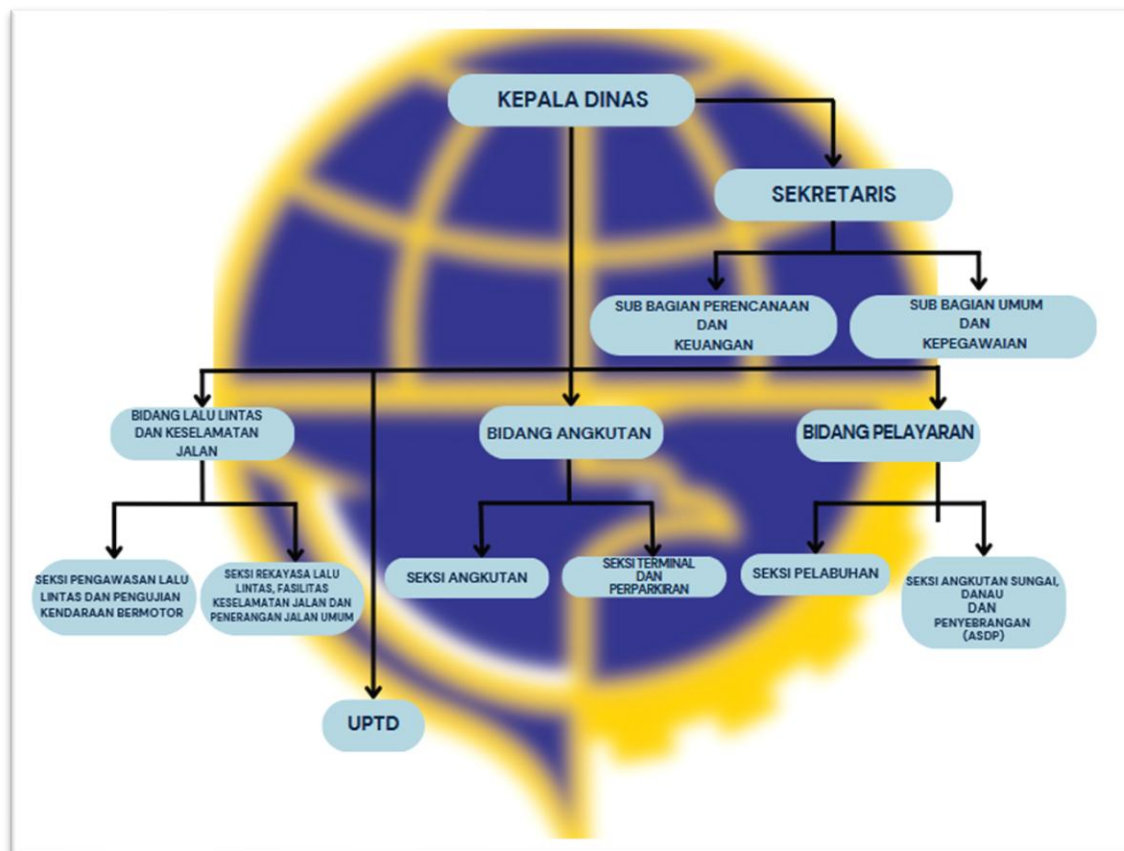 KEPALA DINAS
SEKRETARIS
SUB BAGIAN PERENCANAAN
DAN
KEUANGAN
SUB BAGIAN UMUM
DAN
KEPEGAWAIAN
BIDANG LALU LINTAS
DAN KESELAMATAN
JALAN
BIDANG ANGKUTAN
BIDANG PELAYARAN
SEKSI PENGAWASAN LALU
LINTAS DAN PENGUJIAN
KENDARAAN BERMOTOR
SEKSI REKAYASA LALU
LINTAS, FASILITAS
KESELAMATAN JALAN DAN
PENERANGAN JALAN UMUM
SEKSI ANGKUTAN
SEKSI TERMINAL
DAN
PERPARKIRAN
SEKSI PELABUHAN
SEKSI ANGKUTAN SUNGAI,
DANAU
DAN
PENYEBRANGAN
(ASDP)
UPTD